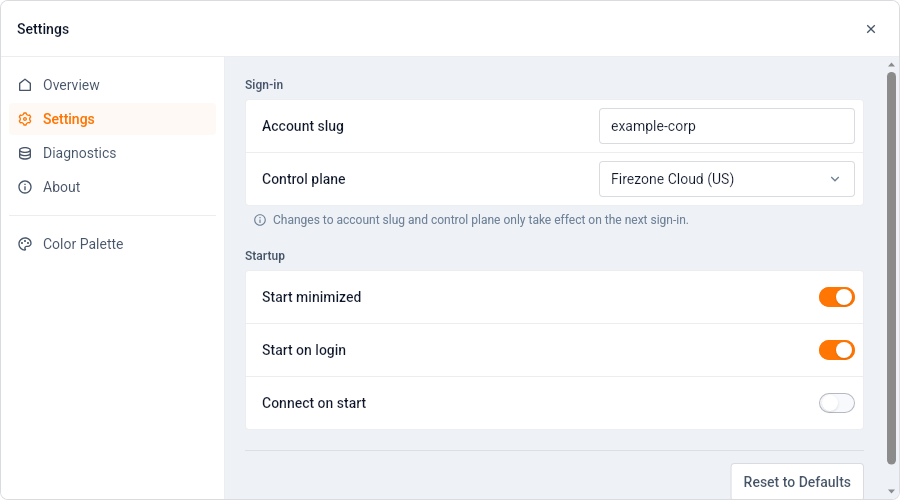 Settings
Overview
Settings
Diagnostics
About
Color Palette
Sign-in
Account slug
example-corp
Control plane
Firezone Cloud (US)
Changes to account slug and control plane only take effect on the next sign-in.
Startup
Start minimized
Start on login
Connect on start
Reset to Defaults